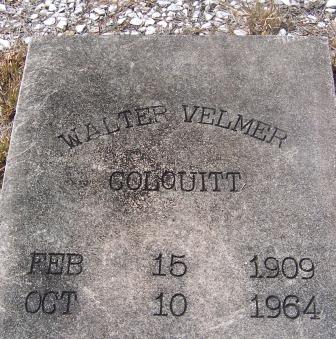 WALTER VELMER
COLQUITT
FEB 15 1909
OCT 10 1964